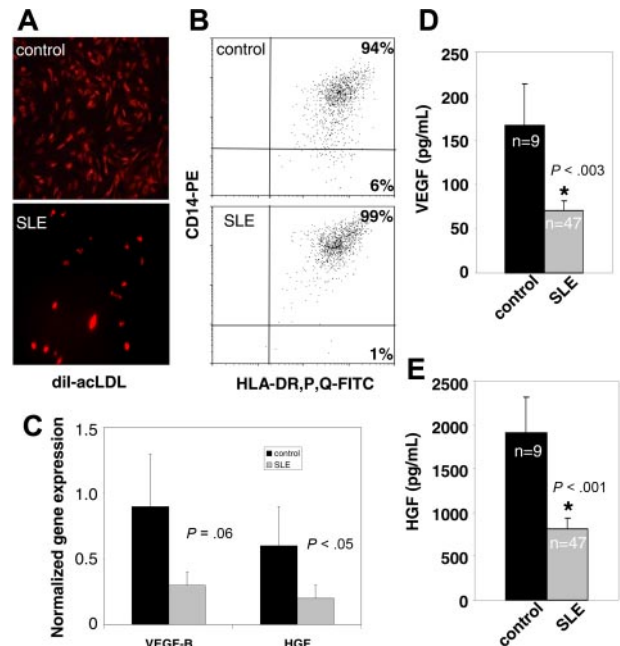 A
control
SLE
dil-acLDL
B
control
94%
6%
SLE
99%
1%
CD14-PE
HLA-DR,P,Q-FITC
C
Normalized gene expression
1.5
1.0
0.5
0
control
SLE
P = .06
P < .05
VEGF-B
HGF
D
VEGF (pg/mL)
250
200
150
100
50
0
n=9
P < .003
*
n=47
control
SLE
E
HGF (pg/mL)
2500
2000
1500
1000
500
0
n=9
P < .001
*
n=47
control
SLE